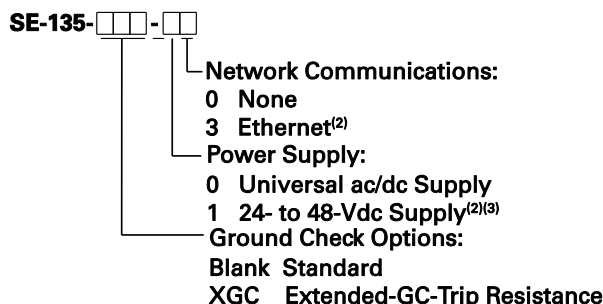 SE-135-□□□-□□
Network Communications:
0 None
3 Ethernet(2)
Power Supply:
0 Universal ac/dc Supply
1 24- to 48-Vdc Supply(2)(3)
Ground Check Options:
Blank Standard
XGC Extended-GC-Trip Resistance